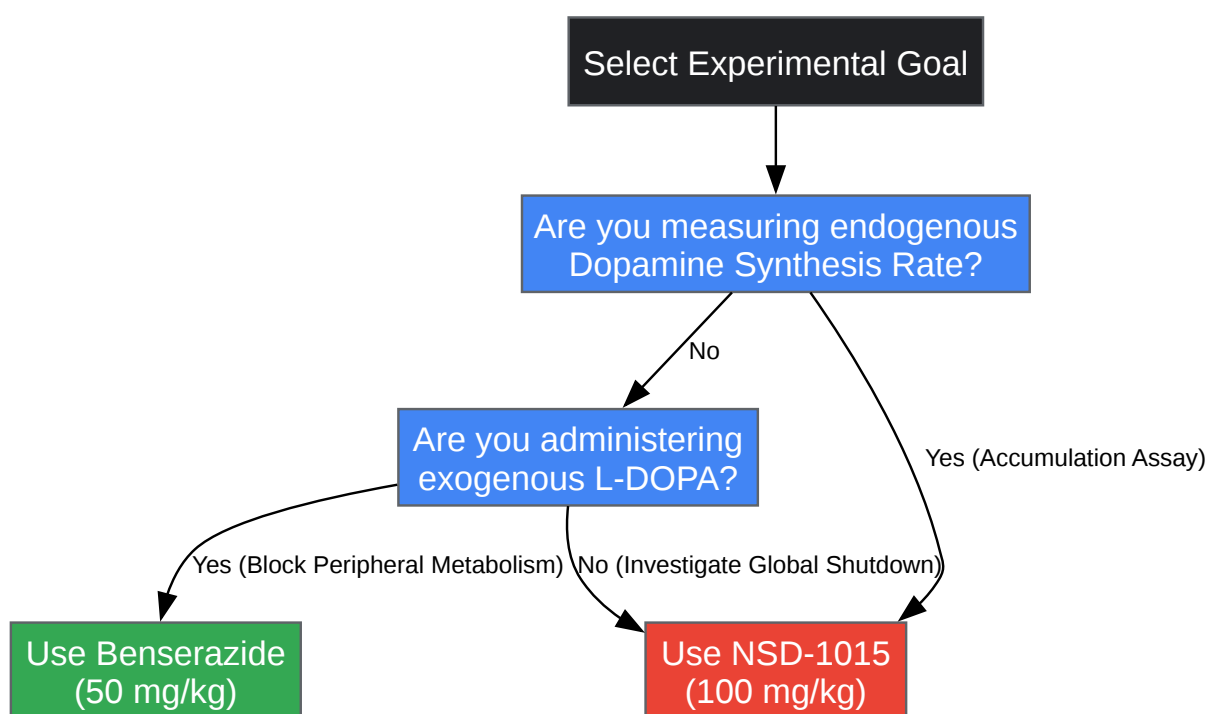 Select Experimental Goal
Are you measuring endogenous
Dopamine Synthesis Rate?
No
Are you administering
exogenous L-DOPA?
Yes (Accumulation Assay)
Yes (Block Peripheral Metabolism)
No (Investigate Global Shutdown)
Use Benserazide
(50 mg/kg)
Use NSD-1015
(100 mg/kg)